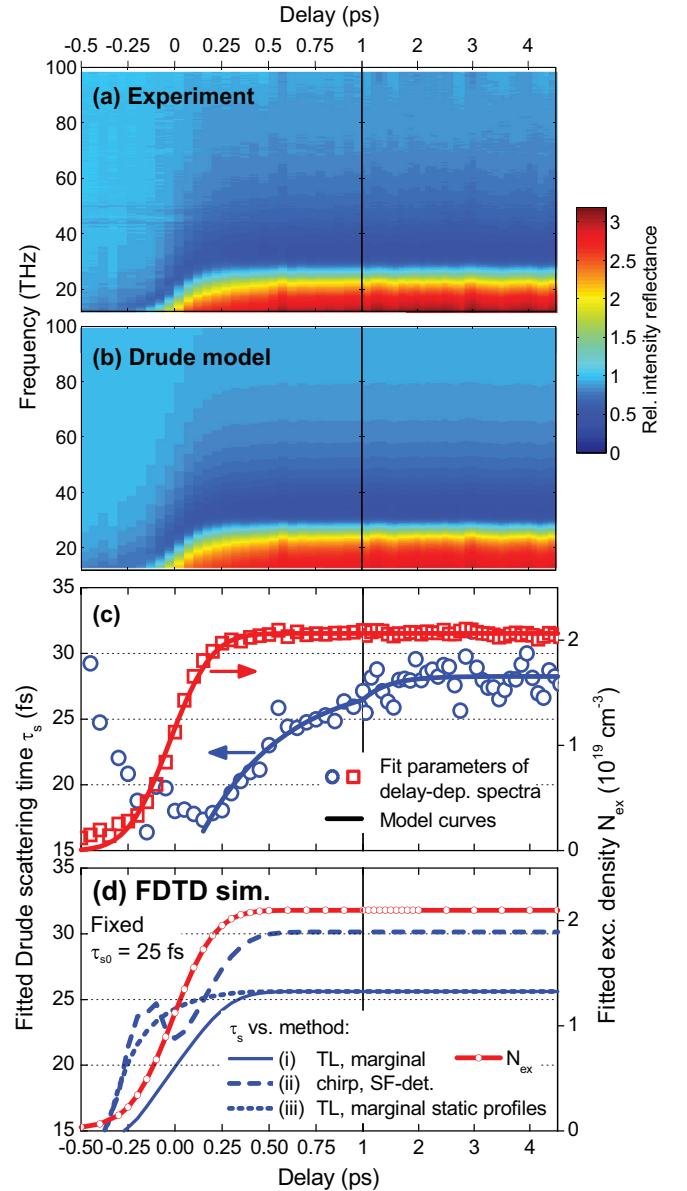 Delay (ps)
-0.5 -0.25 0 0.25 0.5 0.75 1 2 3 4
100
80
60
40
20
(a) Experiment
Frequency (THz)
100
80
60
40
20
(b) Drude model
3
2.5
2
1.5
1
0.5
0
Rel. intensity reflectance
35
30
25
20
15
(c)
Fitted Drude scattering time τs (fs)
Fit parameters of
delay-dep. spectra
Model curves
2
1
0
Fitted exc. density Nex (10^19 cm^-3)
35
30
25
20
15
(d) FDTD sim.
Fixed
τs0 = 25 fs
τs vs. method:
(i) TL, marginal
Nex
(ii) chirp, SF-det.
(iii) TL, marginal static profiles
2
1
0
-0.50 -0.25 0.00 0.25 0.50 0.75 1 2 3 4
Delay (ps)